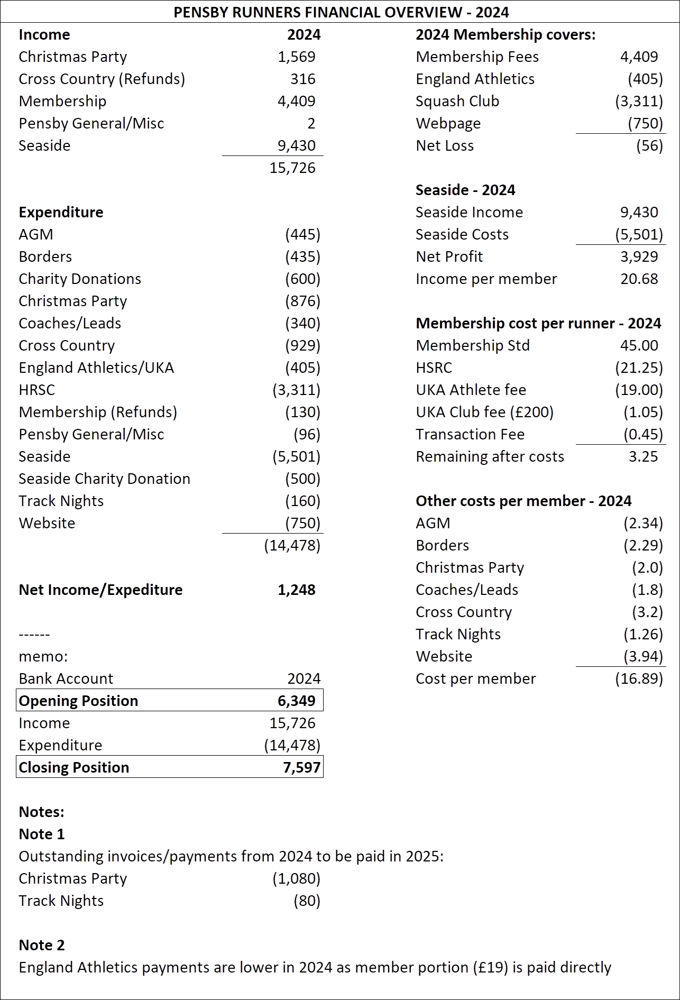 PENSBY RUNNERS FINANCIAL OVERVIEW - 2024
Income 2024
Christmas Party 1,569
Cross Country (Refunds) 316
Membership 4,409
Pensby General/Misc 2
Seaside 9,430
15,726
Expenditure
AGM (445)
Borders (435)
Charity Donations (600)
Christmas Party (876)
Coaches/Leads (340)
Cross Country (929)
England Athletics/UKA (405)
HRSC (3,311)
Membership (Refunds) (130)
Pensby General/Misc (96)
Seaside (5,501)
Seaside Charity Donation (500)
Track Nights (160)
Website (750)
(14,478)
Net Income/Expediture 1,248
------
memo:
Bank Account 2024
Opening Position 6,349
Income 15,726
Expenditure (14,478)
Closing Position 7,597
2024 Membership covers:
Membership Fees 4,409
England Athletics (405)
Squash Club (3,311)
Webpage (750)
Net Loss (56)
Seaside - 2024
Seaside Income 9,430
Seaside Costs (5,501)
Net Profit 3,929
Income per member 20.68
Membership cost per runner - 2024
Membership Std 45.00
HSRC (21.25)
UKA Athlete fee (19.00)
UKA Club fee (£200) (1.05)
Transaction Fee (0.45)
Remaining after costs 3.25
Other costs per member - 2024
AGM (2.34)
Borders (2.29)
Christmas Party (2.0)
Coaches/Leads (1.8)
Cross Country (3.2)
Track Nights (1.26)
Website (3.94)
Cost per member (16.89)
Notes:
Note 1
Outstanding invoices/payments from 2024 to be paid in 2025:
Christmas Party (1,080)
Track Nights (80)
Note 2
England Athletics payments are lower in 2024 as member portion (£19) is paid directly